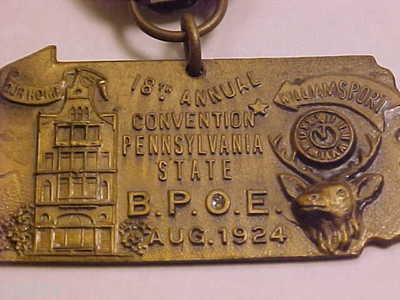 OUR HOME
18TH ANNUAL
CONVENTION
PENNSYLVANIA
STATE
B.P.O.E.
AUG. 1924
WILLIAMSPORT